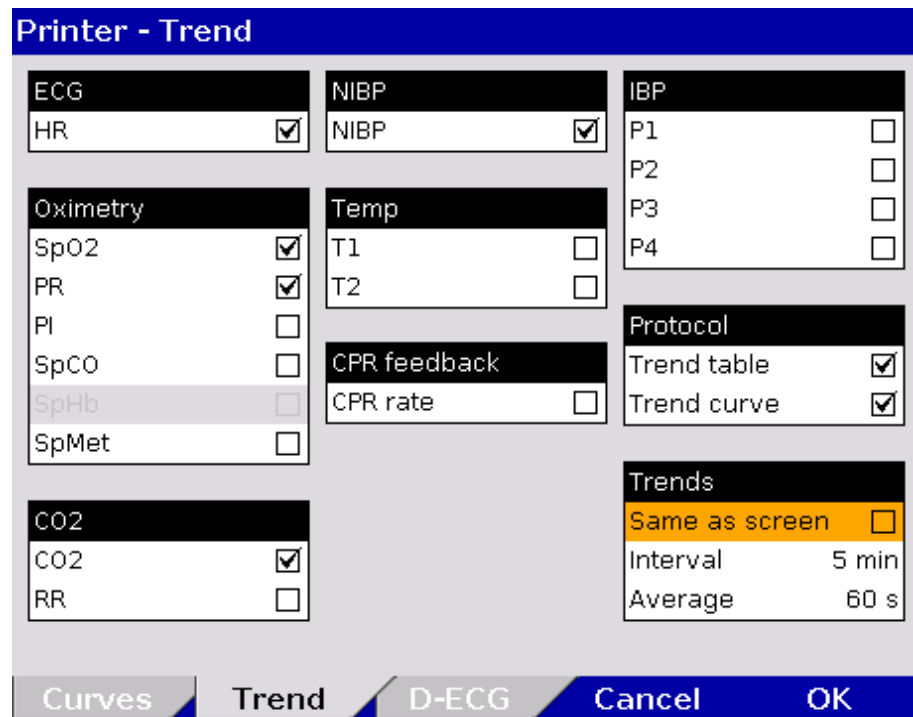 Printer - Trend
ECG
HR
Oximetry
SpO2
PR
PI
SpCO
SpHb
SpMet
CO2
CO2
RR
NIBP
NIBP
Temp
T1
T2
CPR feedback
CPR rate
IBP
P1
P2
P3
P4
Protocol
Trend table
Trend curve
Trends
Same as screen
Interval 5 min
Average 60 s
Curves Trend D-ECG Cancel OK